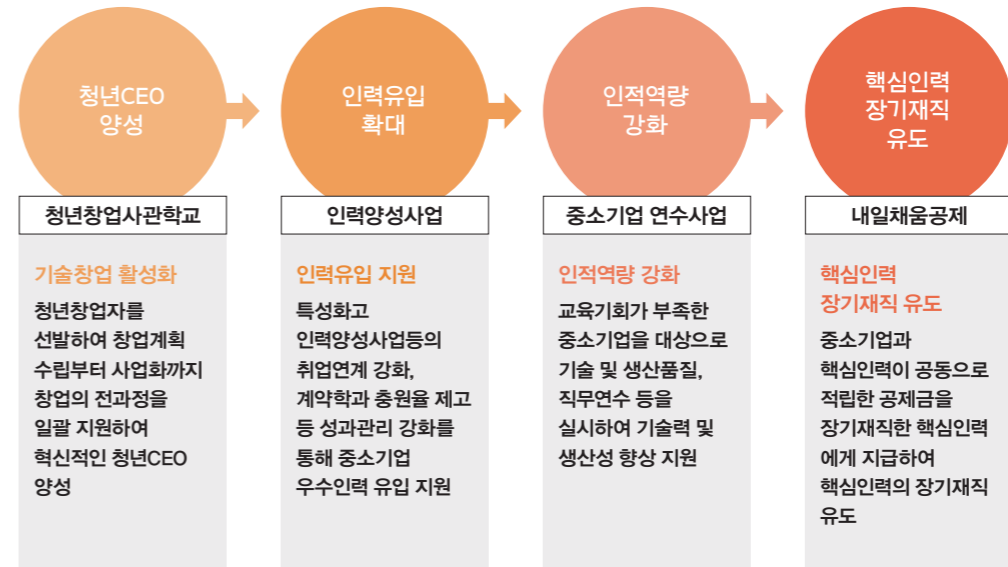 청년CEO
양성
인력유입
확대
인적역량
강화
핵심인력
장기재직
유도
청년창업사관학교
기술창업 활성화
청년창업자를
선발하여 창업계획
수립부터 사업화까지
창업의 전과정을
일괄 지원하여
혁신적인 청년CEO
양성
인력양성사업
인력유입 지원
특성화고
인력양성사업등의
취업연계 강화,
계약학과 충원율 제고
등 성과관리 강화를
통해 중소기업
우수인력 유입 지원
중소기업 연수사업
인적역량 강화
교육기회가 부족한
중소기업을 대상으로
기술 및 생산품질,
직무연수 등을
실시하여 기술력 및
생산성 향상 지원
내일채움공제
핵심인력
장기재직 유도
중소기업과
핵심인력이 공동으로
적립한 공제금을
장기재직한 핵심인력
에게 지급하여
핵심인력의 장기재직
유도